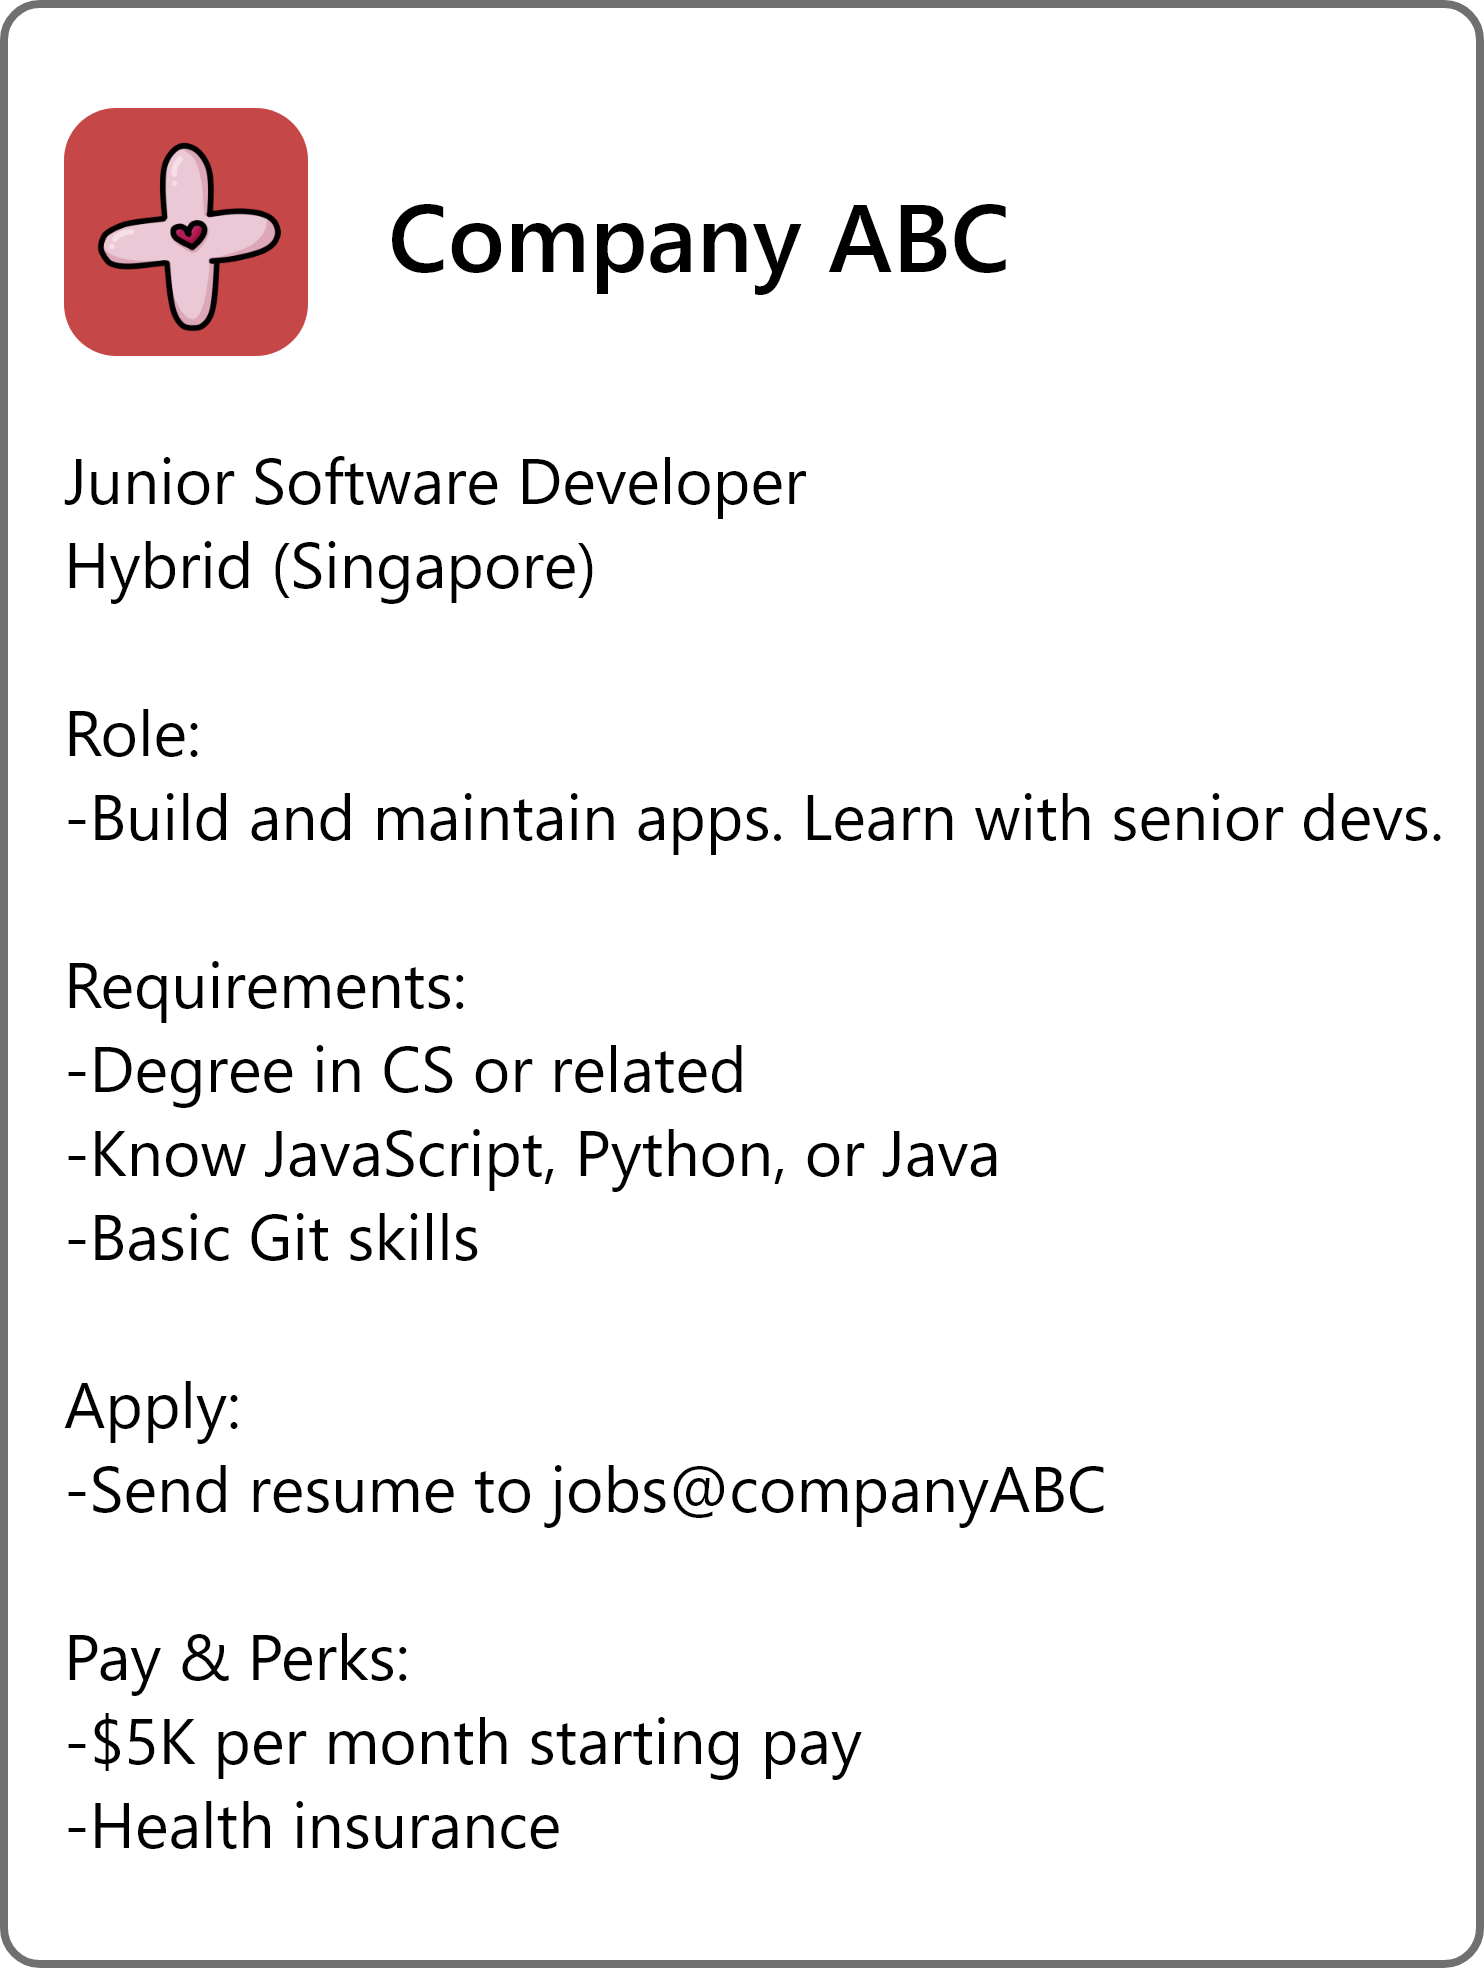 Company ABC
Junior Software Developer
Hybrid (Singapore)
Role:
-Build and maintain apps. Learn with senior devs.
Requirements:
-Degree in CS or related
-Know JavaScript, Python, or Java
-Basic Git skills
Apply:
-Send resume to jobs@companyABC
Pay & Perks:
-$5K per month starting pay
-Health insurance